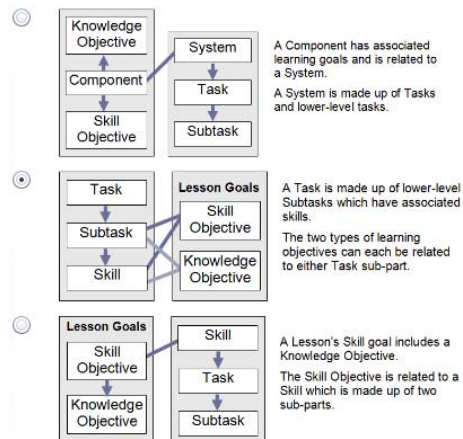 Knowledge
Objective
Component
Skill
Objective
System
Task
Subtask
A Component has associated
learning goals and is related to
a System.
A System is made up of Tasks
and lower-level tasks.
Task
Subtask
Skill
Lesson Goals
Skill
Objective
Knowledge
Objective
A Task is made up of lower-level
Subtasks which have associated
skills.
The two types of learning
objectives can each be related
to either Task sub-part.
Lesson Goals
Skill
Objective
Knowledge
Objective
Skill
Task
Subtask
A Lesson's Skill goal includes a
Knowledge Objective.
The Skill Objective is related to a
Skill which is made up of two
sub-parts.